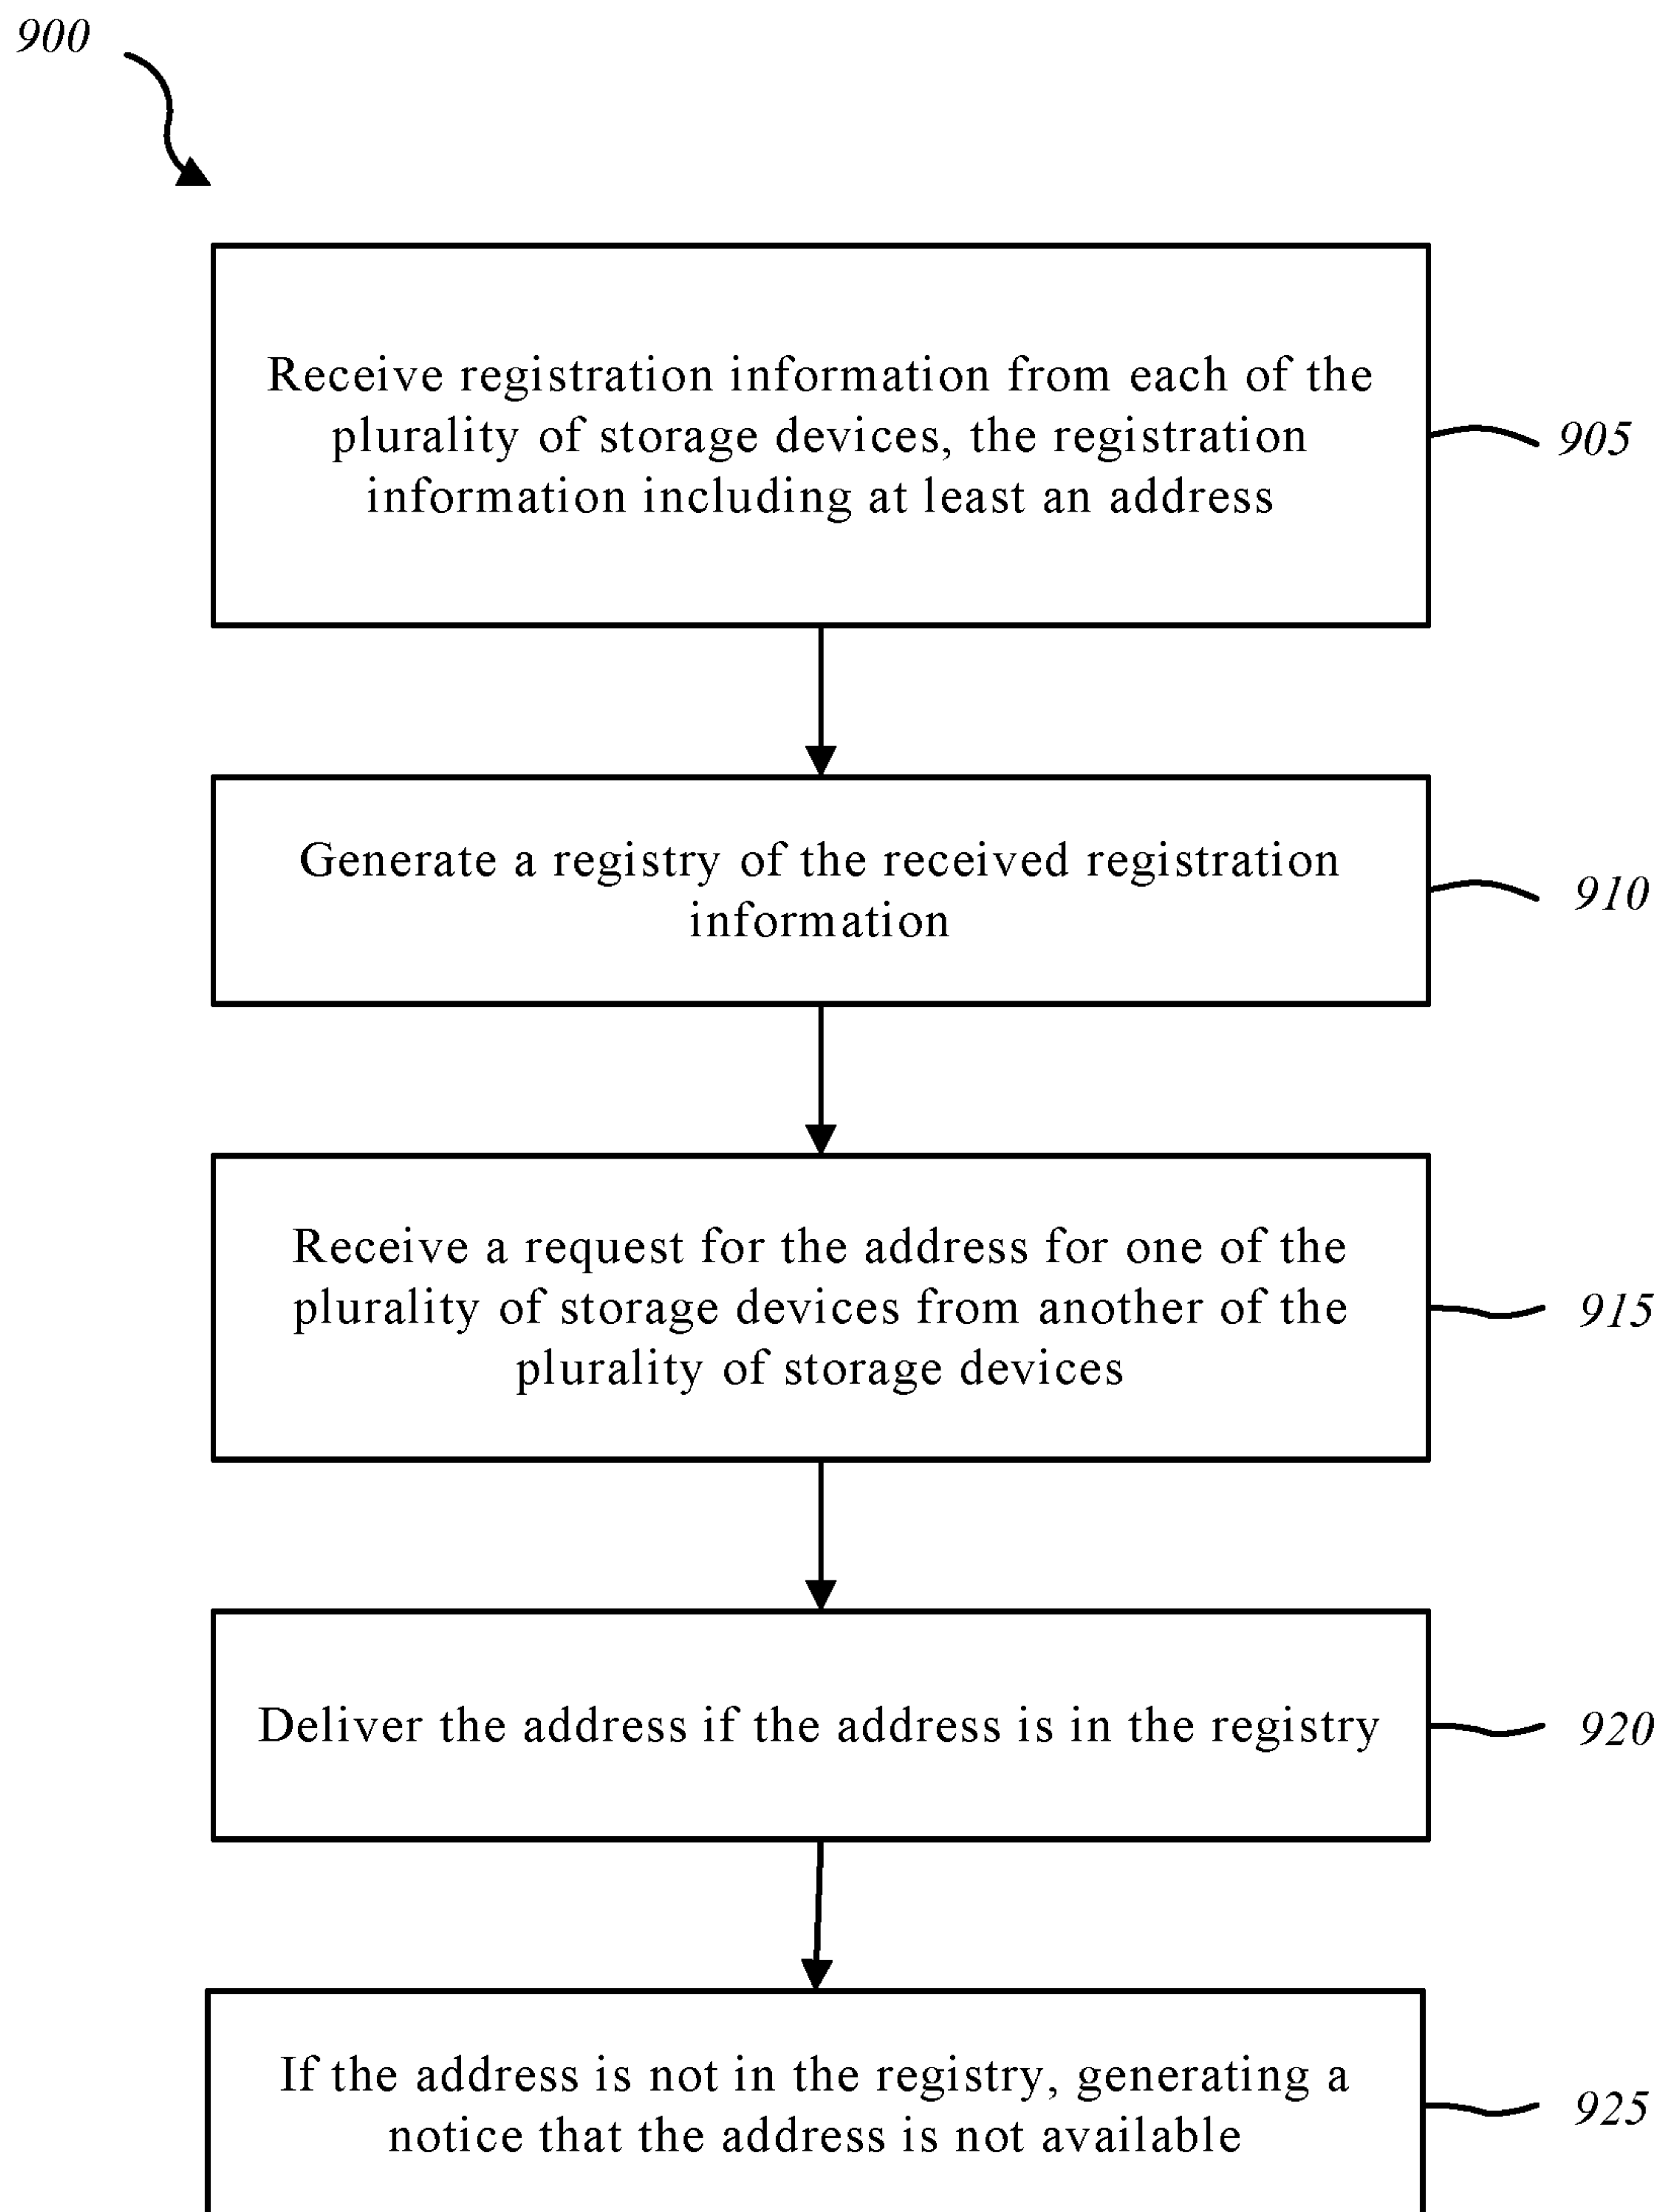 900
Receive registration information from each of the
plurality of storage devices, the registration
information including at least an address
905
Generate a registry of the received registration
information
910
Receive a request for the address for one of the
plurality of storage devices from another of the
plurality of storage devices
915
Deliver the address if the address is in the registry
920
If the address is not in the registry, generating a
notice that the address is not available
925